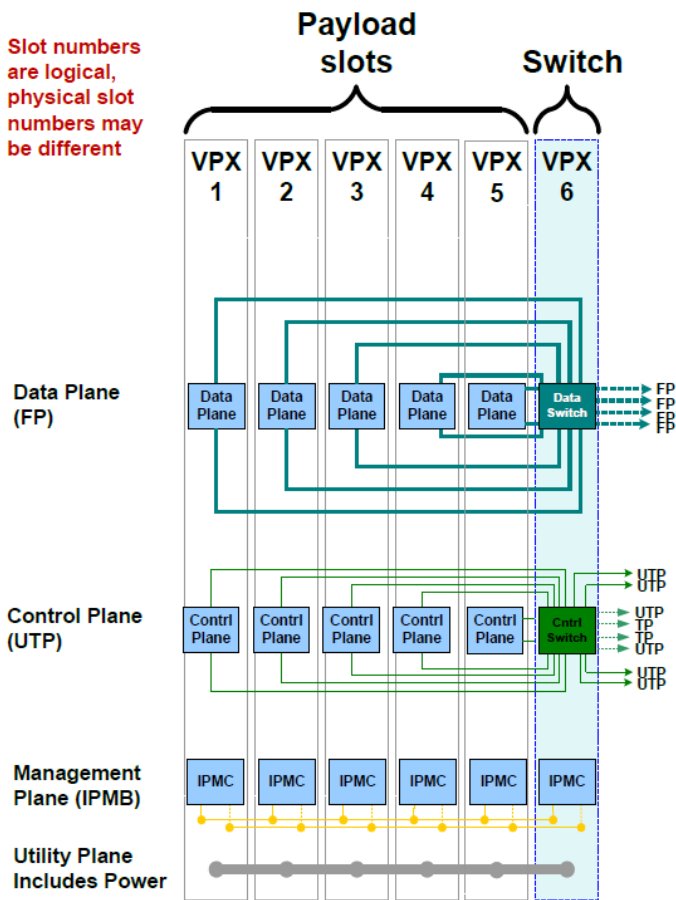 Payload
slots
Switch
Slot numbers
are logical,
physical slot
numbers may
be different
VPX
1
VPX
2
VPX
3
VPX
4
VPX
5
VPX
6
Data Plane
(FP)
Data
Plane
Data
Plane
Data
Plane
Data
Plane
Data
Plane
Data
Switch
FP
FP
FP
FP
Control Plane
(UTP)
Contrl
Plane
Contrl
Plane
Contrl
Plane
Contrl
Plane
Contrl
Plane
Cntrl
Switch
UTP
UTP
UTP
TP
TP
UTP
UTP
UTP
Management
Plane (IPMB)
IPMC
IPMC
IPMC
IPMC
IPMC
IPMC
Utility Plane
Includes Power